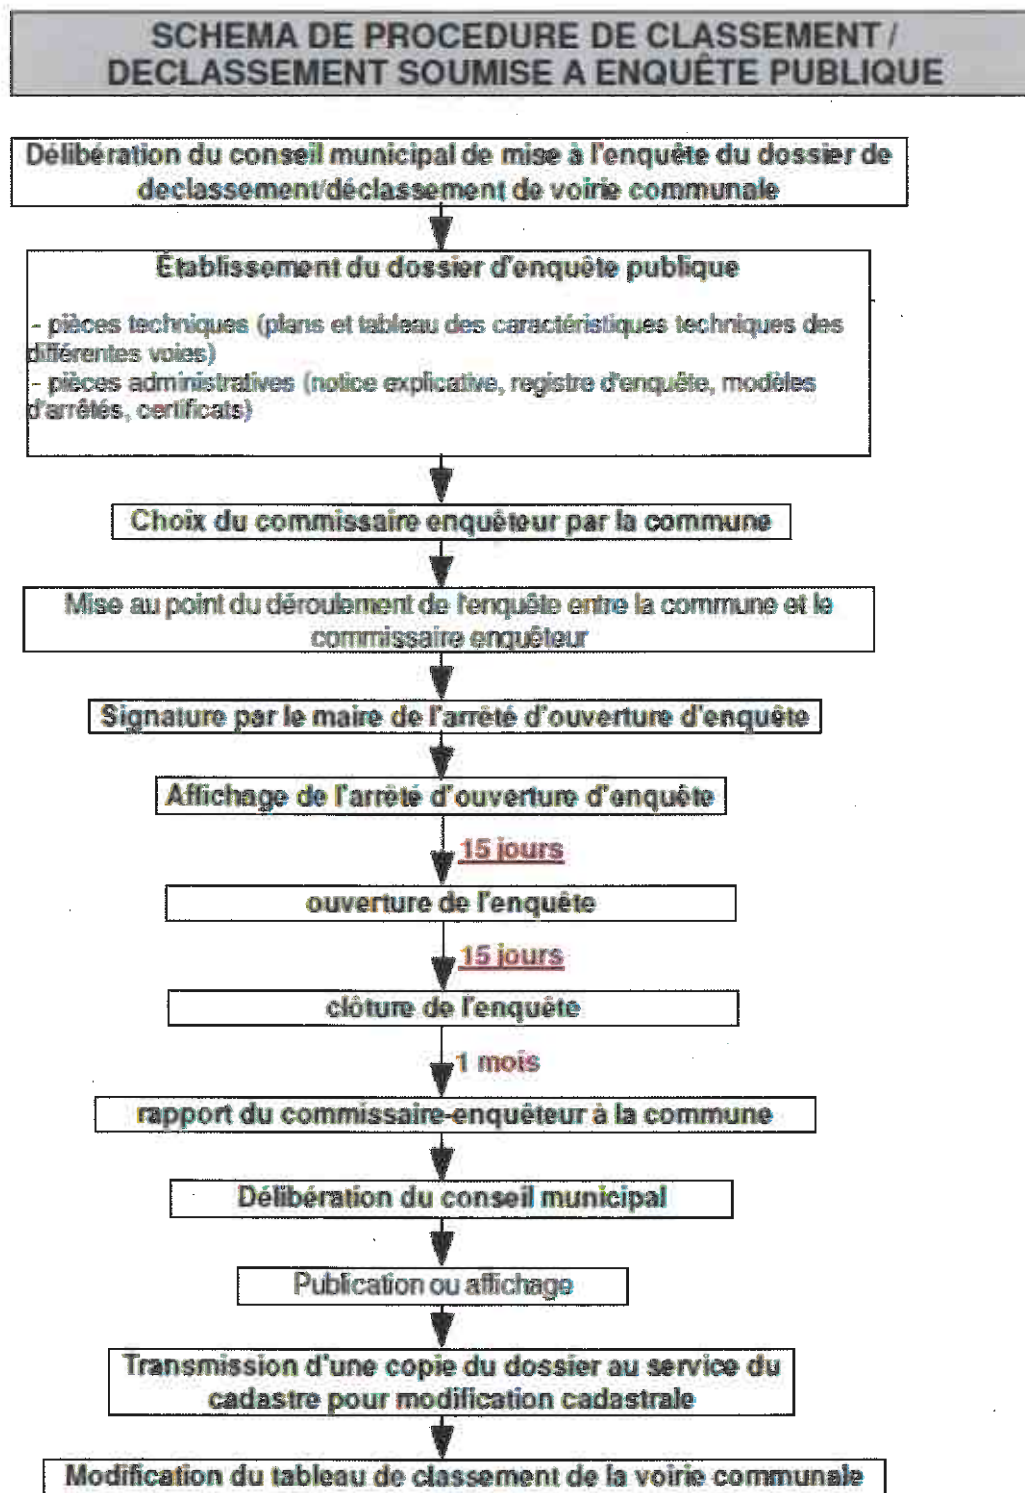 SCHEMA DE PROCEDURE DE CLASSEMENT /
DECLASSEMENT SOUMISE A ENQUÊTE PUBLIQUE
Délibération du conseil municipal de mise à l'enquête du dossier de
declassement/déclassement de voirie communale
Établissement du dossier d'enquête publique
- pièces techniques (plans et tableau des caractéristiques techniques des
différentes voies)
- pièces administratives (notice explicative, registre d'enquête, modèles
d'arrêtés, certificats)
Choix du commissaire enquêteur par la commune
Mise au point du déroulement de l'enquête entre la commune et le
commissaire enquêteur
Signature par le maire de l'arrêté d'ouverture d'enquête
Affichage de l'arrêté d'ouverture d'enquête
15 jours
ouverture de l'enquête
15 jours
clôture de l'enquête
1 mois
rapport du commissaire-enquêteur à la commune
Délibération du conseil municipal
Publication ou affichage
Transmission d'une copie du dossier au service du
cadastre pour modification cadastrale
Modification du tableau de classement de la voirie communale